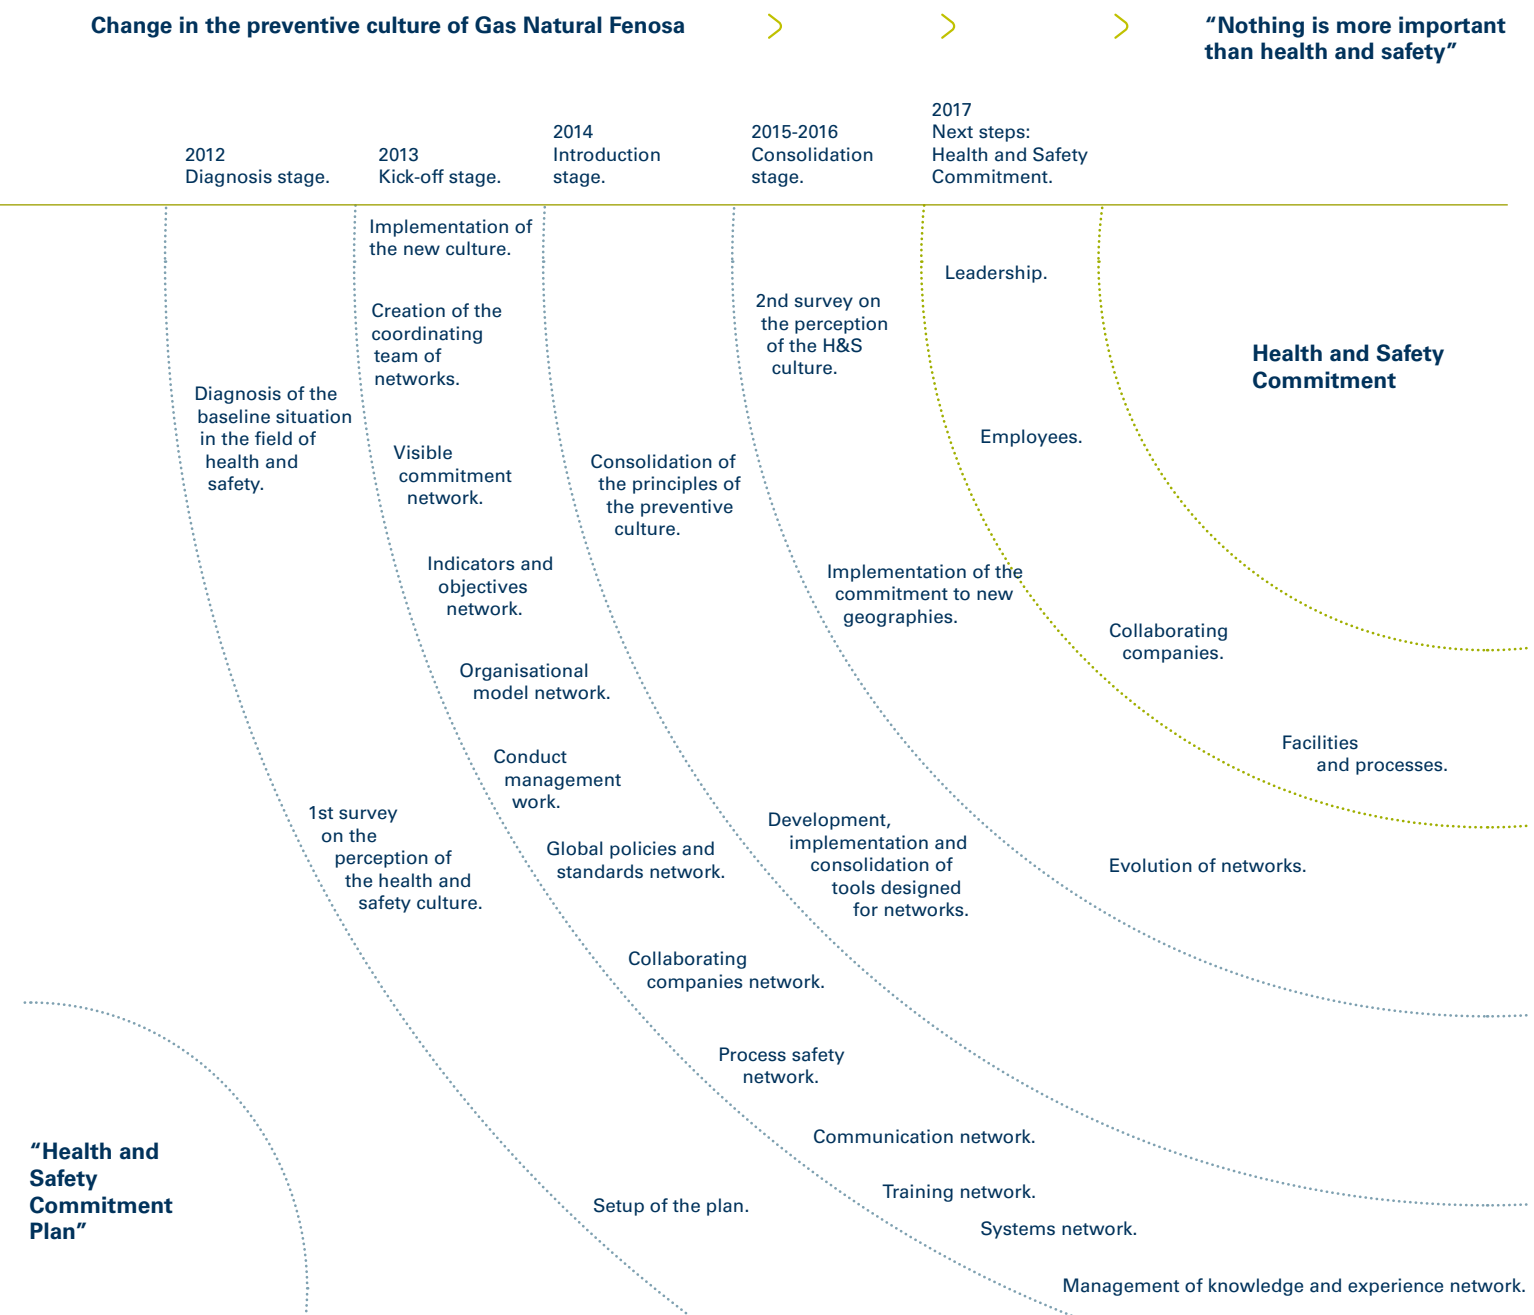 Change in the preventive culture of Gas Natural Fenosa
“Nothing is more important
than health and safety”
2012
Diagnosis stage.
2013
Kick-off stage.
2014
Introduction
stage.
2015-2016
Consolidation
stage.
2017
Next steps:
Health and Safety
Commitment.
Diagnosis of the
baseline situation
in the field of
health and
safety.
1st survey
on the
perception of
the health and
safety culture.
Setup of the plan.
Implementation of
the new culture.
Creation of the
coordinating
team of
networks.
Visible
commitment
network.
Indicators and
objectives
network.
Organisational
model network.
Conduct
management
work.
Global policies and
standards network.
Collaborating
companies network.
Process safety
network.
Communication network.
Training network.
Systems network.
Management of knowledge and experience network.
Consolidation of
the principles of
the preventive
culture.
Development,
implementation and
consolidation of
tools designed
for networks.
2nd survey on
the perception
of the H&S
culture.
Implementation of the
commitment to new
geographies.
Evolution of networks.
Leadership.
Employees.
Collaborating
companies.
Facilities
and processes.
Health and Safety
Commitment
“Health and
Safety
Commitment
Plan”